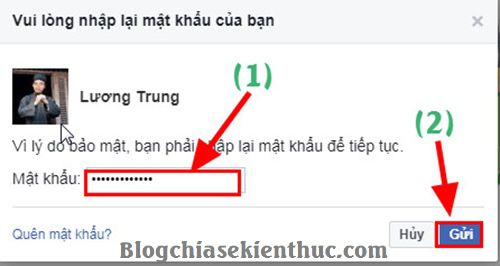 Vui lòng nhập lại mật khẩu của bạn
×
(1)
Lương Trung
(2)
Vì lý do bảo mật, bạn phải nhập lại mật khẩu để tiếp tục.
Mật khẩu: •••••••••••••
Quên mật khẩu?
Hủy
Gửi
Blogchiasekienthuc.com